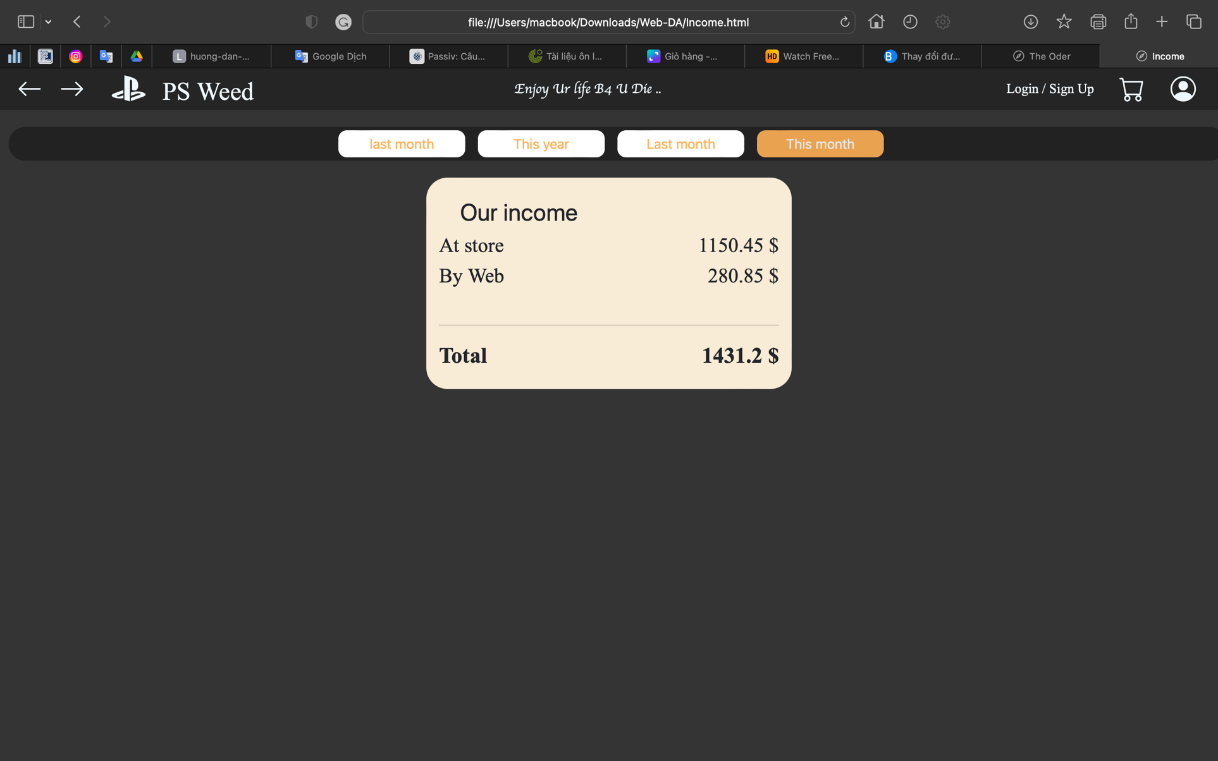 file:///Users/macbook/Downloads/Web-DA/Income.html
L huong-dan-...
Google Dịch
Passiv: Câu...
Tài liệu ôn l...
Giỏ hàng -...
HD Watch Free...
B Thay đổi đư...
The Oder
Income
PS Weed
Enjoy Ur life B4 U Die ..
Login / Sign Up
last month
This year
Last month
This month
Our income
At store 1150.45 $
By Web 280.85 $
Total 1431.2 $